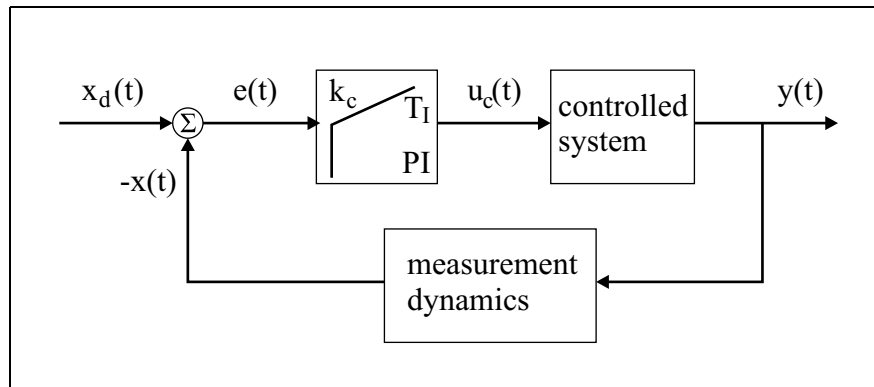 x_d(t)
e(t)
k_c
T_I
PI
u_c(t)
controlled
system
y(t)
Σ
-x(t)
measurement
dynamics